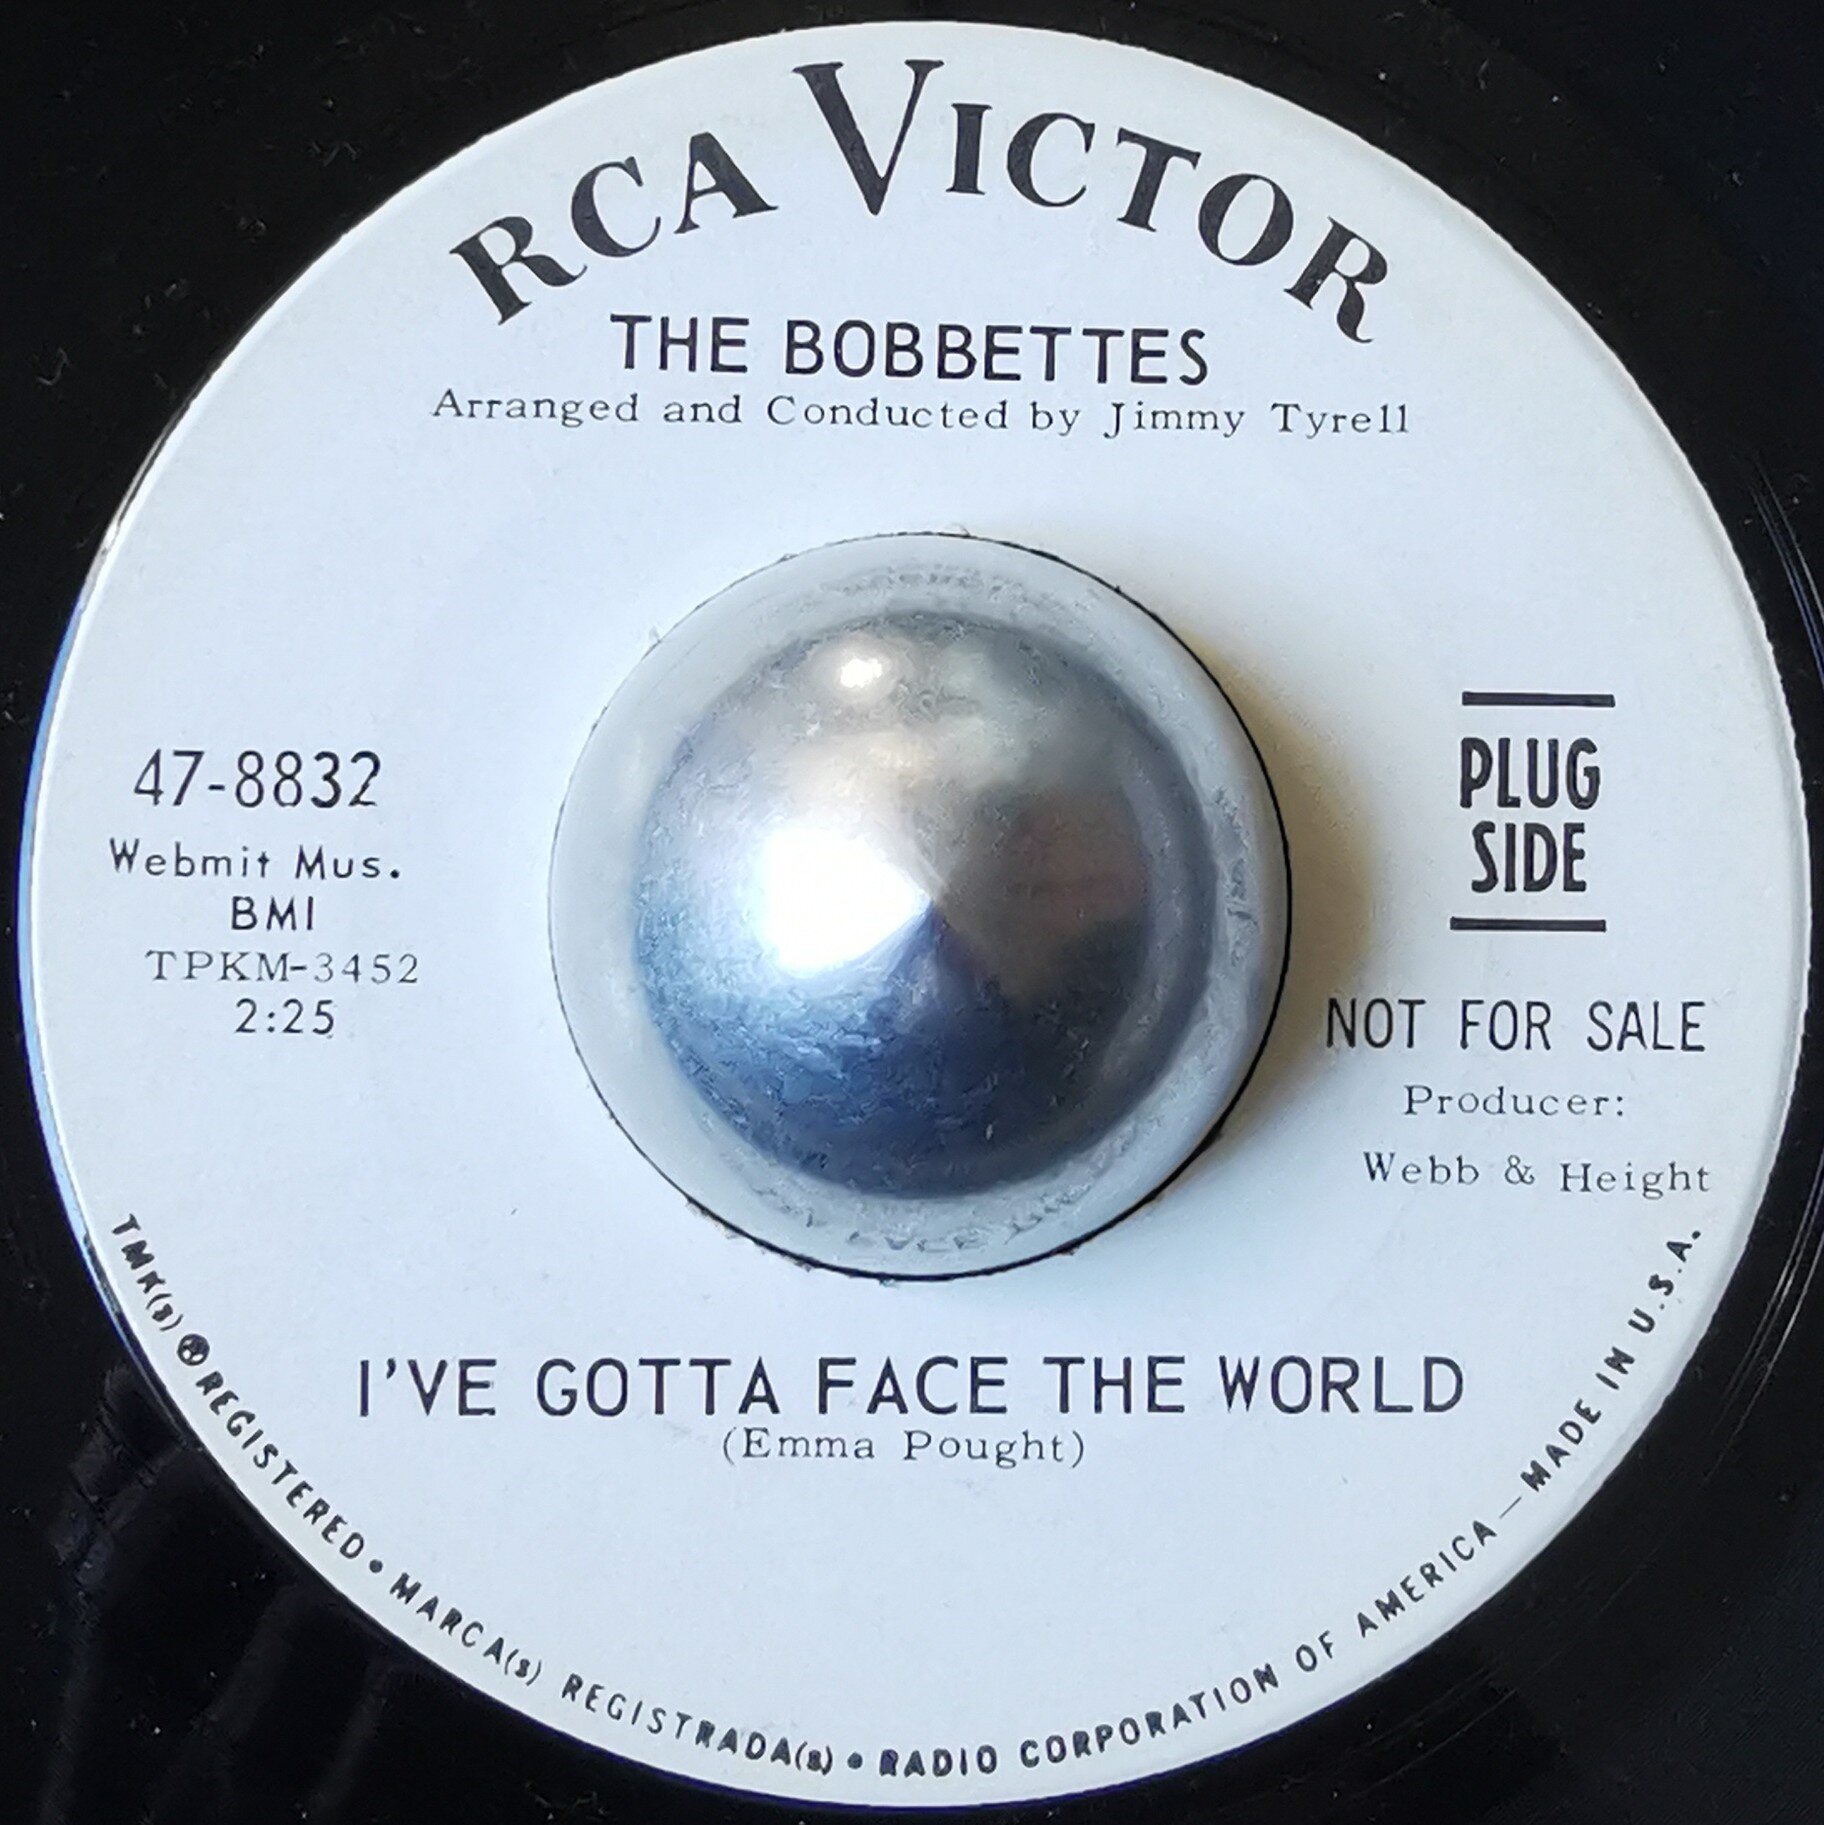 RCA VICTOR
THE BOBBETTES
Arranged and Conducted by Jimmy Tyrell
47-8832
Webmit Mus.
BMI
TPKM-3452
2:25
PLUG
SIDE
NOT FOR SALE
Producer:
Webb & Height
I'VE GOTTA FACE THE WORLD
(Emma Pought)
TMK(s) ® REGISTERED • MARCA(s) REGISTRADA(s) • RADIO CORPORATION OF AMERICA — MADE IN U.S.A.